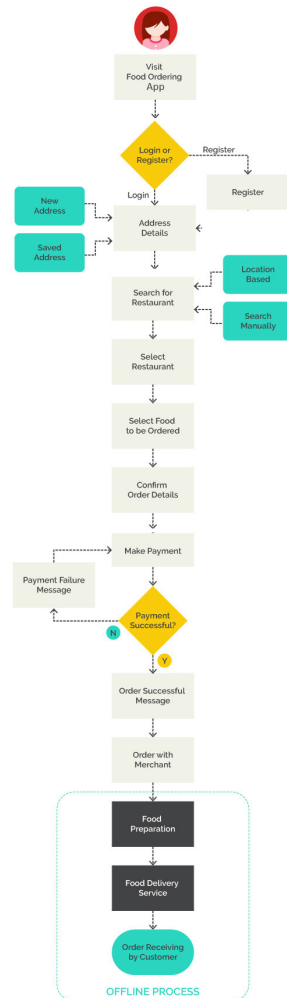 Visit
Food Ordering
App
Login or
Register?
Register
Login
Register
New
Address
Address
Details
Saved
Address
Location
Based
Search for
Restaurant
Search
Manually
Select
Restaurant
Select Food
to be Ordered
Confirm
Order Details
Make Payment
Payment Failure
Message
Payment
Successful?
N
Y
Order Successful
Message
Order with
Merchant
Food
Preparation
Food Delivery
Service
Order Receiving
by Customer
OFFLINE PROCESS